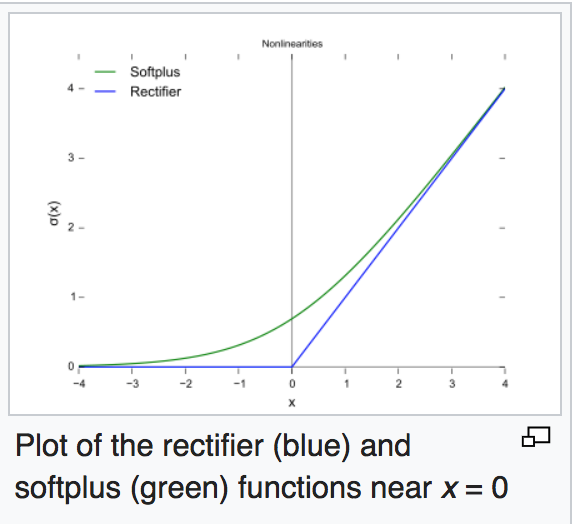 Nonlinearities
Softplus
Rectifier
4
3
2
1
0
σ(x)
−4 −3 −2 −1 0 1 2 3 4
x
Plot of the rectifier (blue) and
softplus (green) functions near x = 0